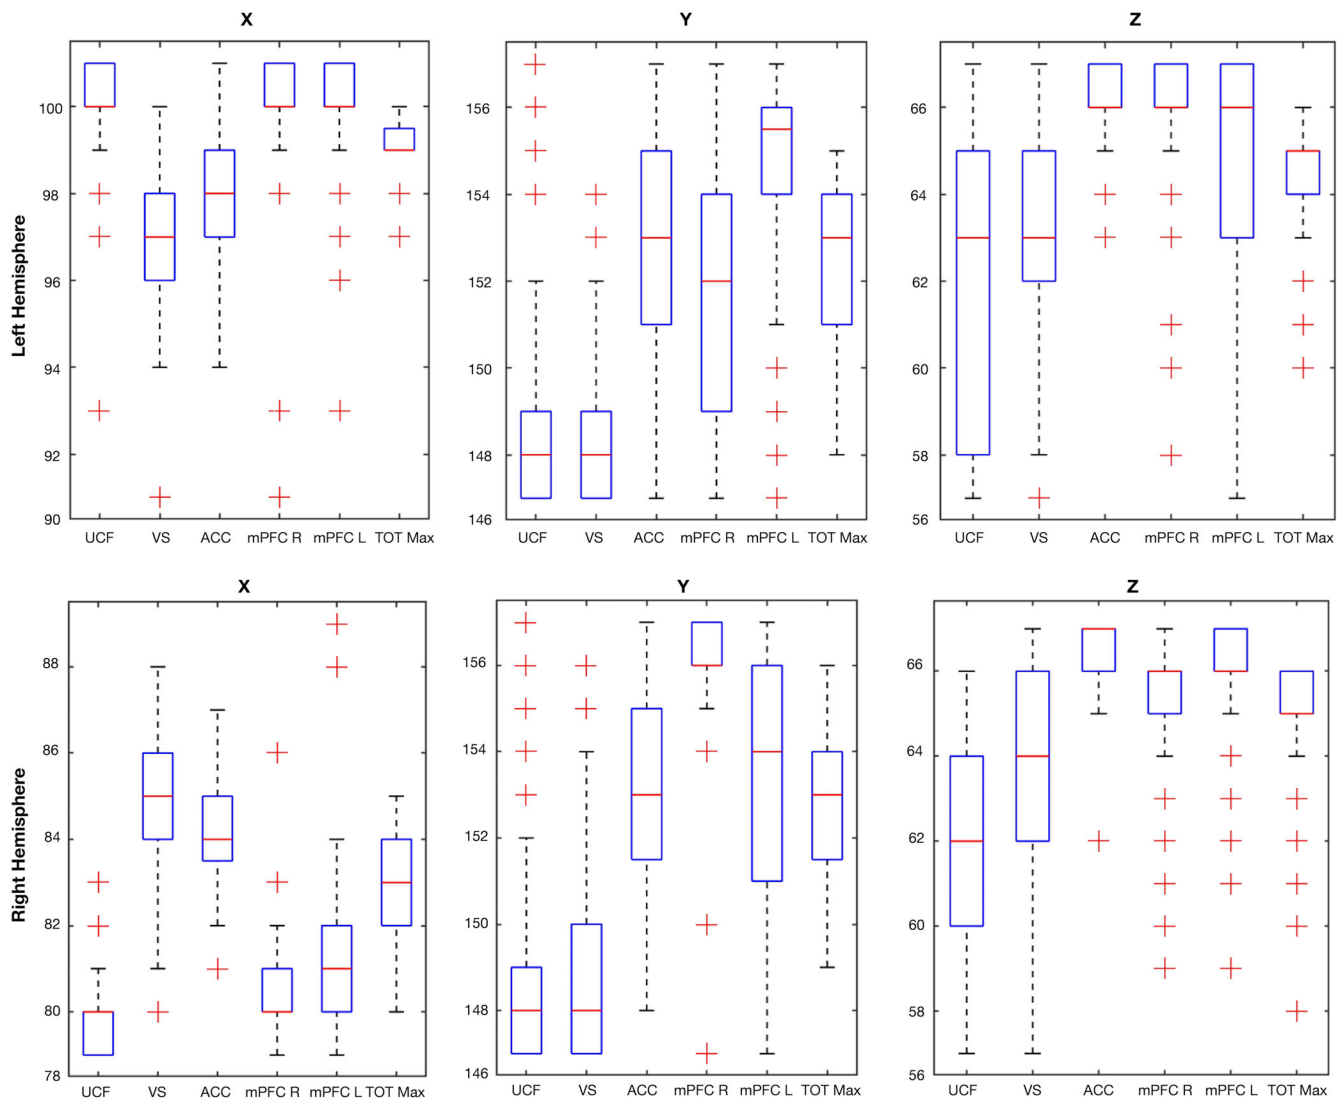 X
Y
Z
Left Hemisphere
100
98
96
94
92
90
UCF VS ACC mPFC R mPFC L TOT Max
156
154
152
150
148
146
UCF VS ACC mPFC R mPFC L TOT Max
66
64
62
60
58
56
UCF VS ACC mPFC R mPFC L TOT Max
X
Y
Z
Right Hemisphere
88
86
84
82
80
78
UCF VS ACC mPFC R mPFC L TOT Max
156
154
152
150
148
146
UCF VS ACC mPFC R mPFC L TOT Max
66
64
62
60
58
56
UCF VS ACC mPFC R mPFC L TOT Max